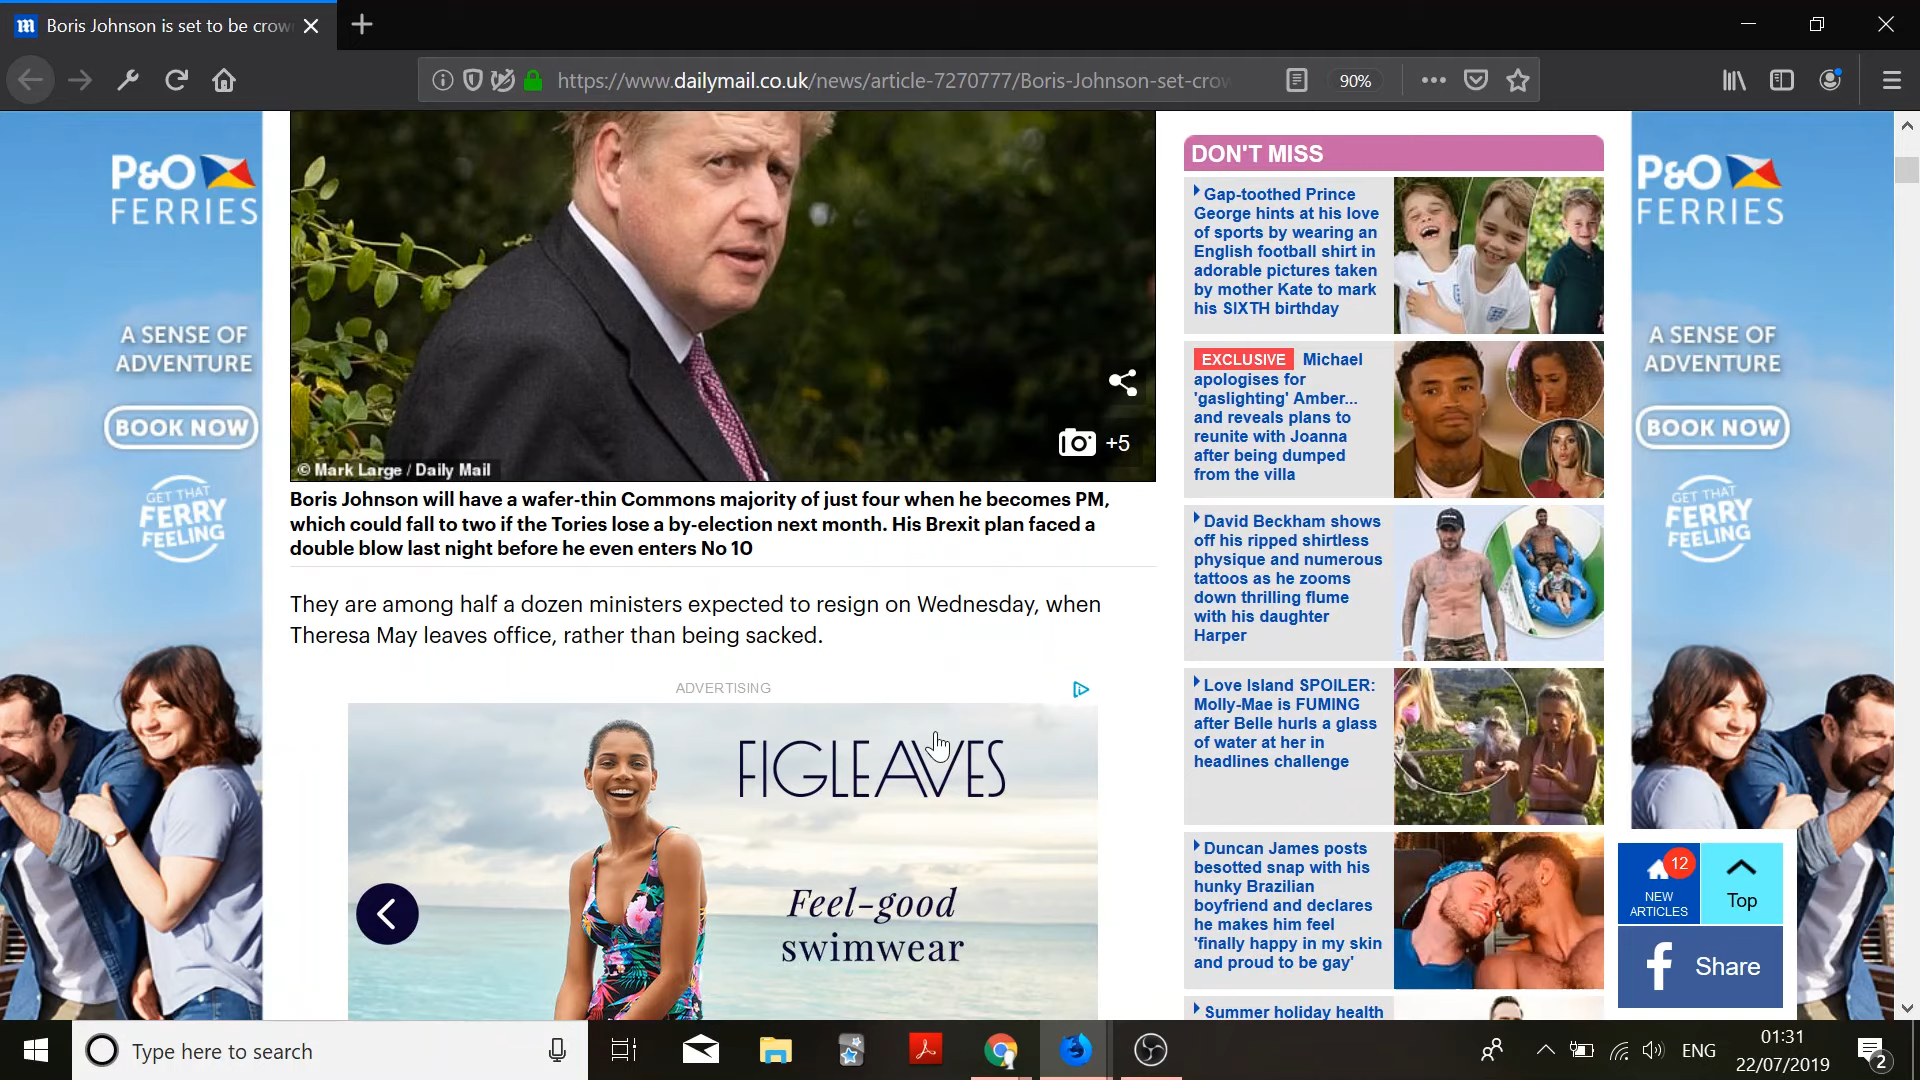 Boris Johnson is set to be crow
https://www.dailymail.co.uk/news/article-7270777/Boris-Johnson-set-crow
90%
P&O
FERRIES
A SENSE OF
ADVENTURE
BOOK NOW
GET THAT
FERRY
FEELING
© Mark Large / Daily Mail
+5
Boris Johnson will have a wafer-thin Commons majority of just four when he becomes PM,
which could fall to two if the Tories lose a by-election next month. His Brexit plan faced a
double blow last night before he even enters No 10
They are among half a dozen ministers expected to resign on Wednesday, when
Theresa May leaves office, rather than being sacked.
ADVERTISING
FIGLEAVES
Feel-good
swimwear
DON'T MISS
Gap-toothed Prince
George hints at his love
of sports by wearing an
English football shirt in
adorable pictures taken
by mother Kate to mark
his SIXTH birthday
EXCLUSIVE Michael
apologises for
'gaslighting' Amber...
and reveals plans to
reunite with Joanna
after being dumped
from the villa
David Beckham shows
off his ripped shirtless
physique and numerous
tattoos as he zooms
down thrilling flume
with his daughter
Harper
Love Island SPOILER:
Molly-Mae is FUMING
after Belle hurls a glass
of water at her in
headlines challenge
Duncan James posts
besotted snap with his
hunky Brazilian
boyfriend and declares
he makes him feel
'finally happy in my skin
and proud to be gay'
Summer holiday health
P&O
FERRIES
A SENSE OF
ADVENTURE
BOOK NOW
GET THAT
FERRY
FEELING
12
NEW
ARTICLES
Top
Share
Type here to search
ENG
01:31
22/07/2019
2